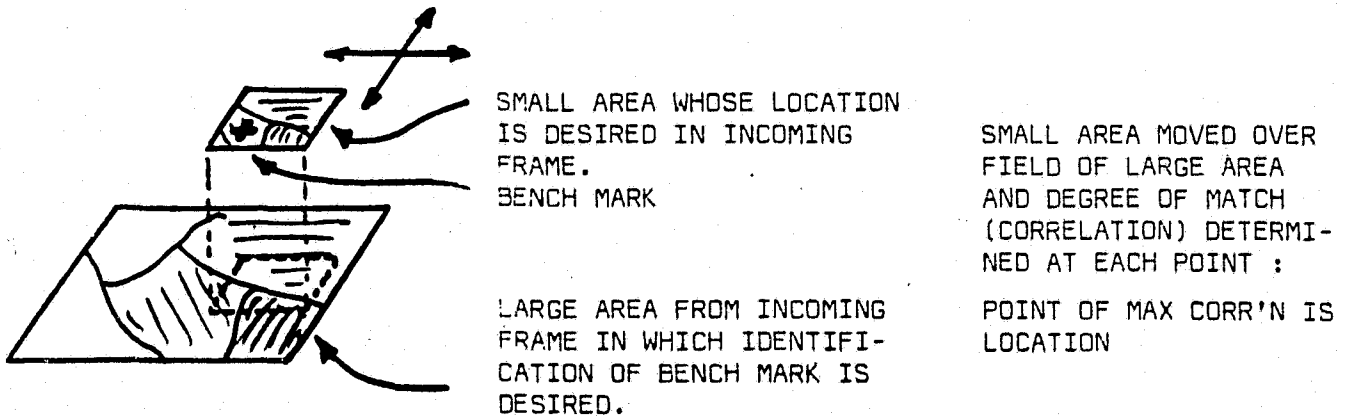 SMALL AREA WHOSE LOCATION
IS DESIRED IN INCOMING
FRAME.
BENCH MARK
LARGE AREA FROM INCOMING
FRAME IN WHICH IDENTIFI-
CATION OF BENCH MARK IS
DESIRED.
SMALL AREA MOVED OVER
FIELD OF LARGE AREA
AND DEGREE OF MATCH
(CORRELATION) DETERMI-
NED AT EACH POINT :
POINT OF MAX CORR'N IS
LOCATION